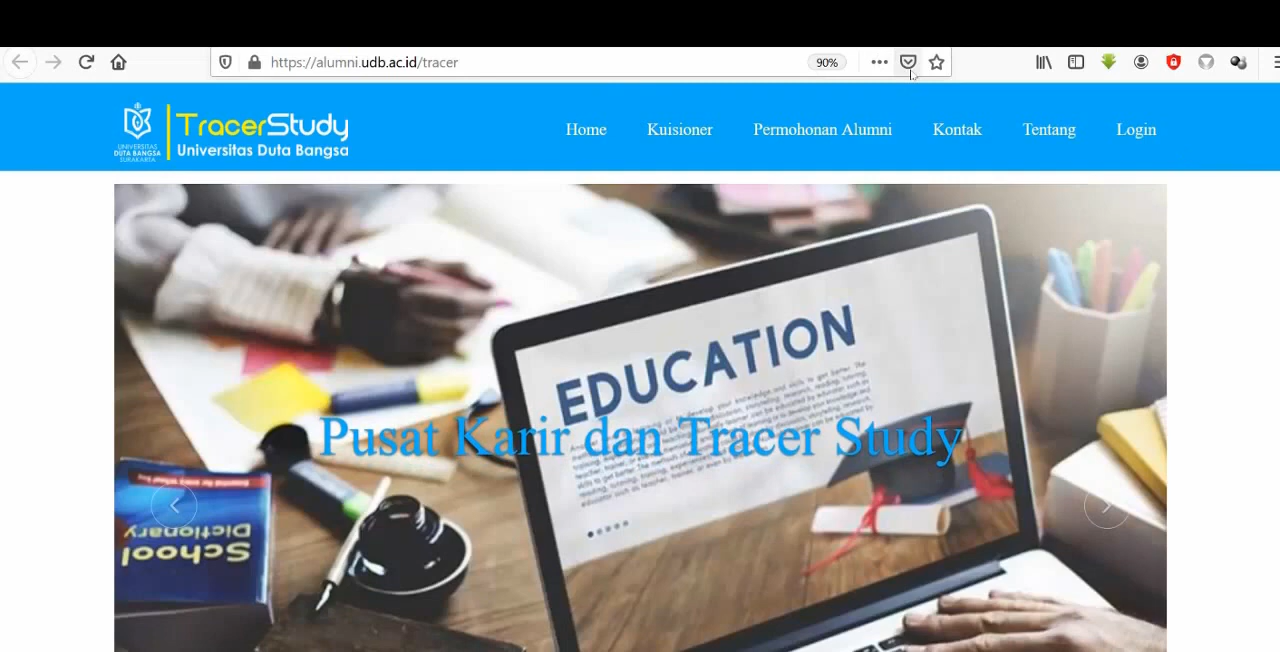 https://alumni.udb.ac.id/tracer
90%
TracerStudy
Universitas Duta Bangsa
UNIVERSITAS
DUTA BANGSA
SURAKARTA
Home
Kuisioner
Permohonan Alumni
Kontak
Tentang
Login
EDUCATION
Pusat Karir dan Tracer Study
School
Dictionary